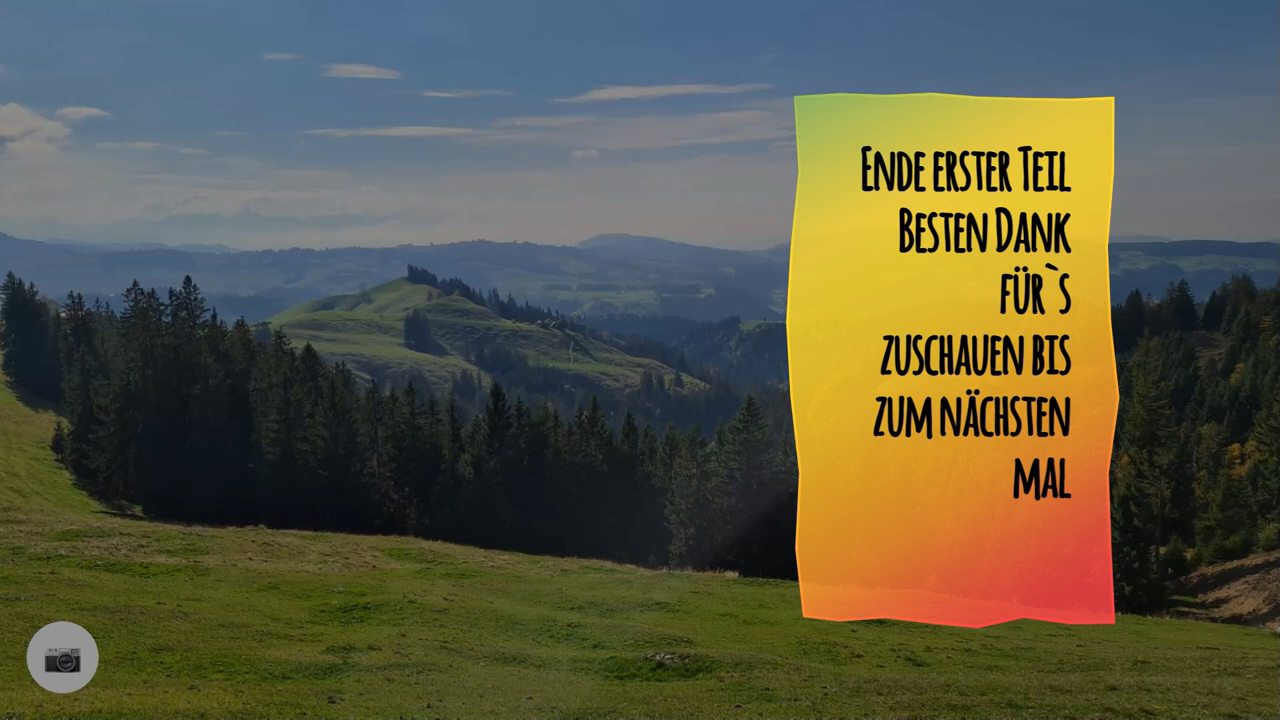 Ende erster Teil
Besten Dank
für`s
zuschauen bis
zum nächsten
mal